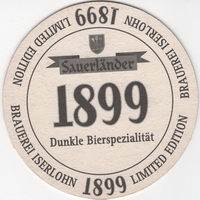 LIMITED EDITION 1899 BRAUEREI ISERLOHN
Sauerländer
1899
Dunkle Bierspezialität
BRAUEREI ISERLOHN 1899 LIMITED EDITION